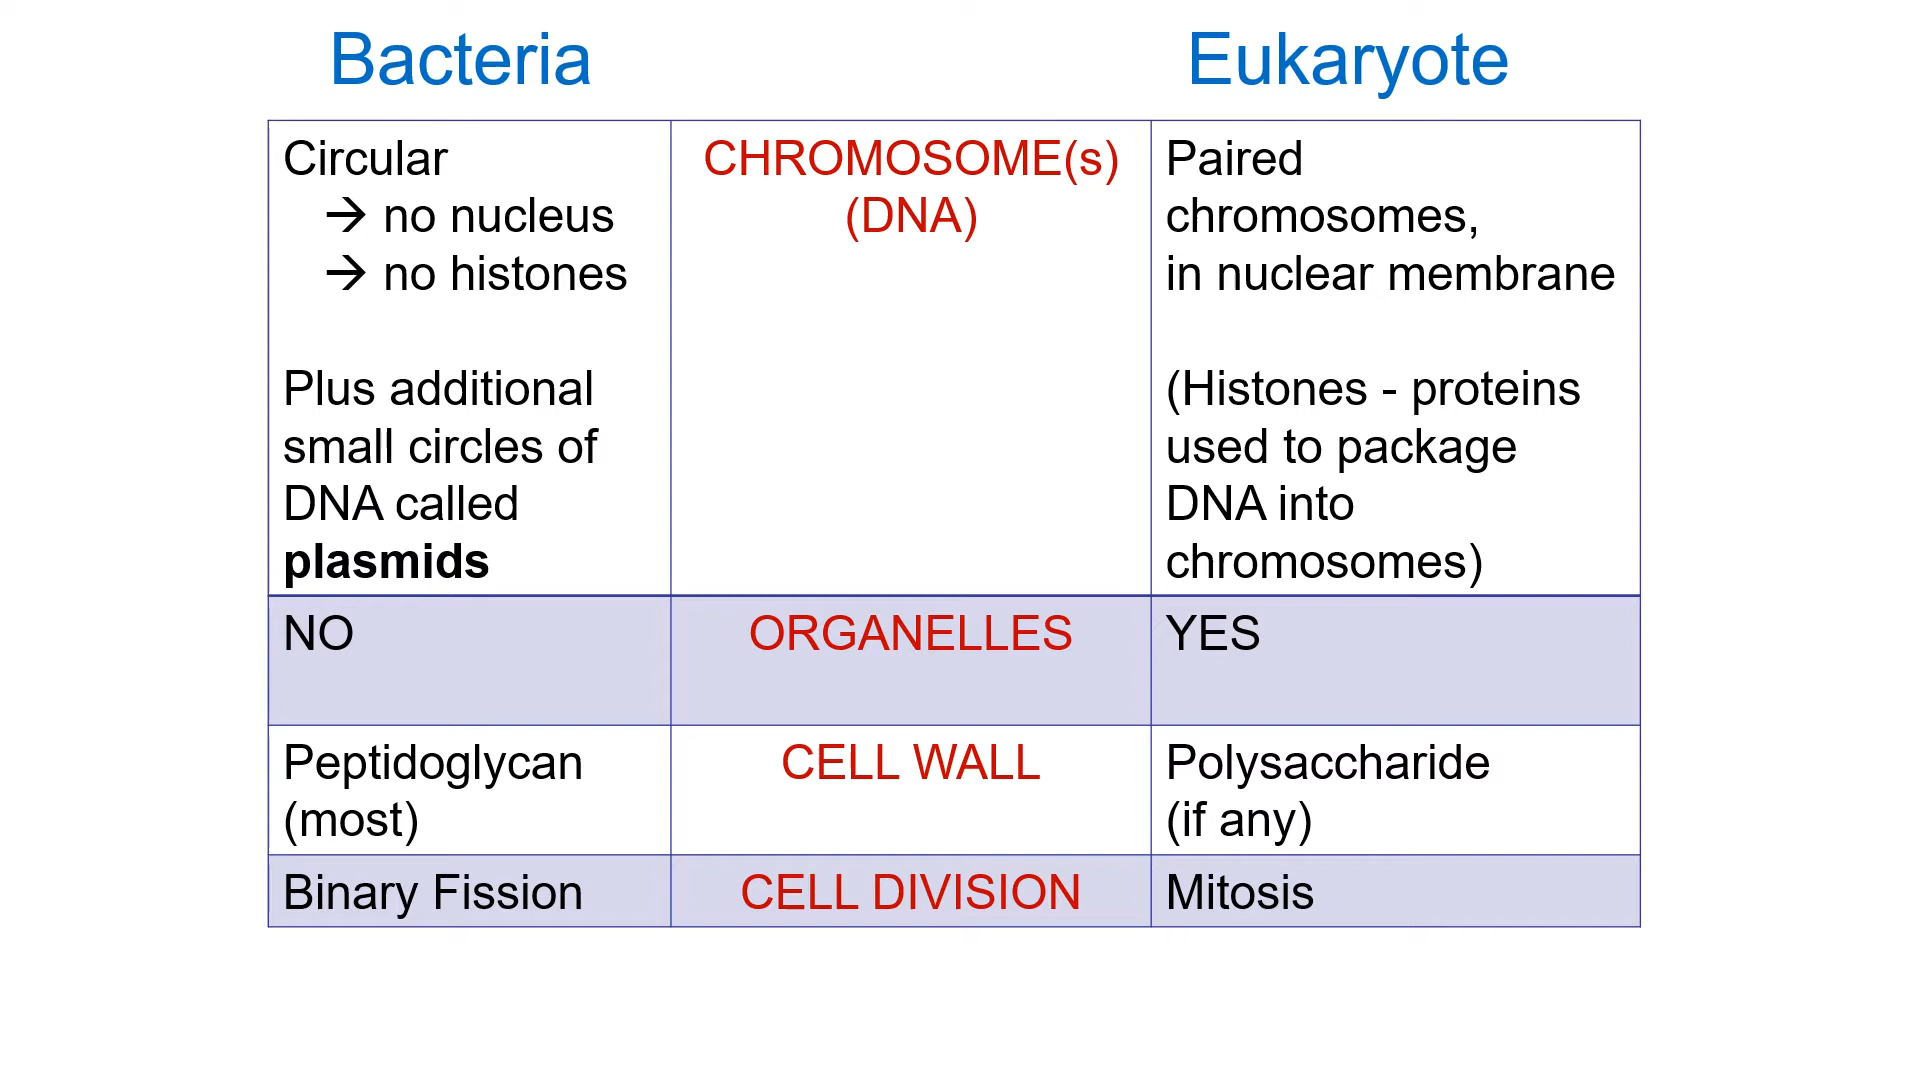 Bacteria
Eukaryote
Circular
→ no nucleus
→ no histones
Plus additional
small circles of
DNA called
plasmids
CHROMOSOME(s)
(DNA)
Paired
chromosomes,
in nuclear membrane
(Histones - proteins
used to package
DNA into
chromosomes)
NO
ORGANELLES
YES
Peptidoglycan
(most)
CELL WALL
Polysaccharide
(if any)
Binary Fission
CELL DIVISION
Mitosis